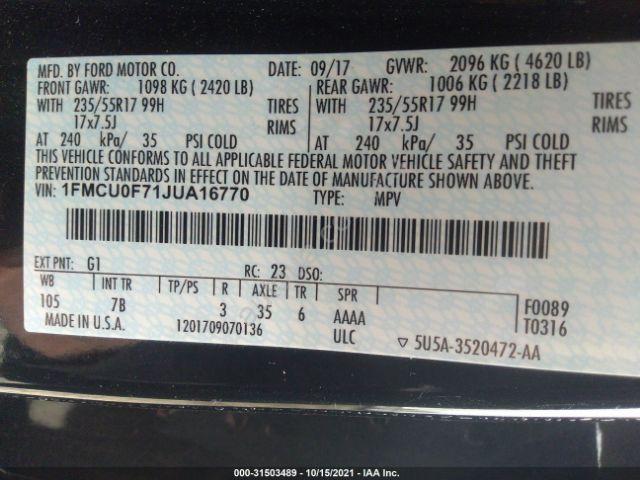 MFD. BY FORD MOTOR CO. DATE: 09/17 GVWR: 2096 KG (4620 LB)
FRONT GAWR: 1098 KG (2420 LB) REAR GAWR: 1006 KG (2218 LB)
WITH 235/55R17 99H TIRES WITH 235/55R17 99H TIRES
17x7.5J RIMS 17x7.5J RIMS
AT 240 kPa/ 35 PSI COLD AT 240 kPa/ 35 PSI COLD
THIS VEHICLE CONFORMS TO ALL APPLICABLE FEDERAL MOTOR VEHICLE SAFETY AND THEFT
PREVENTION STANDARDS IN EFFECT ON THE DATE OF MANUFACTURE SHOWN ABOVE.
VIN: 1FMCU0F71JUA16770 TYPE: MPV
EXT PNT: G1 RC: 23 DSO:
WB INT TR TP/PS R AXLE TR SPR
105 7B 3 35 6 AAAA F0089
MADE IN U.S.A. 1201709070136 ULC T0316
▽ 5U5A-3520472-AA
000-31503489 - 10/15/2021 - IAA Inc.